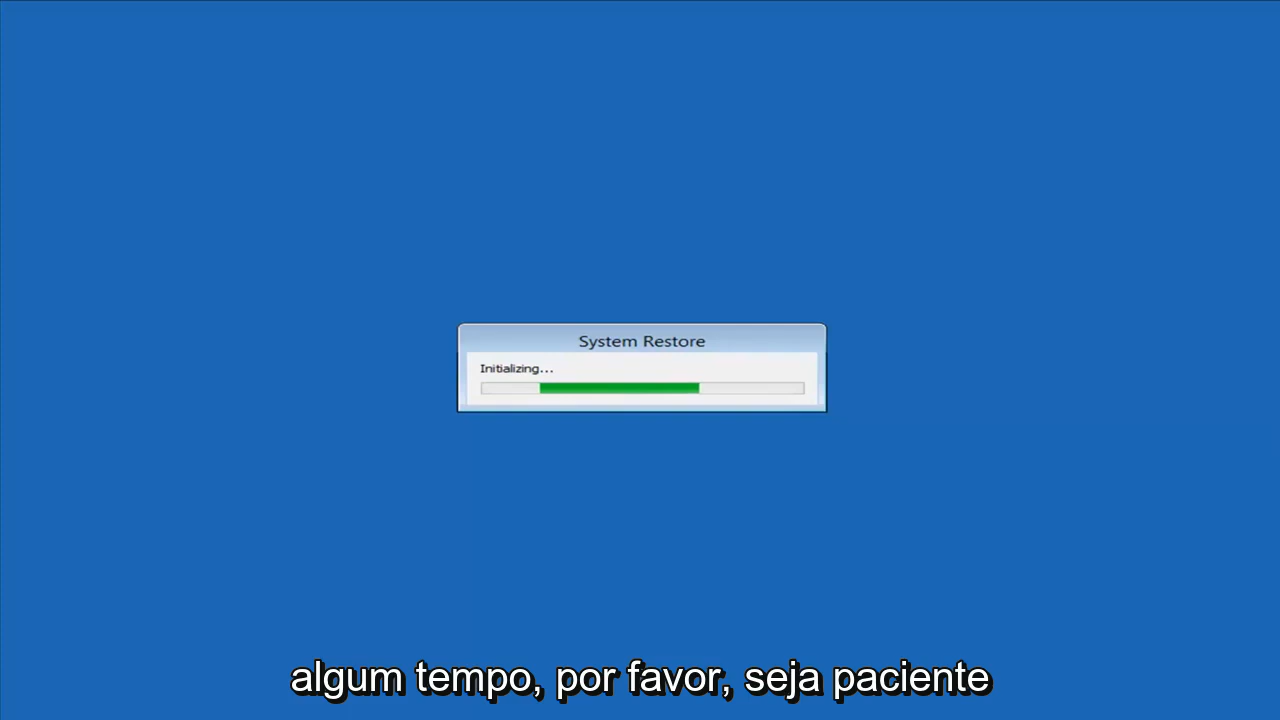 System Restore
Initializing...
algum tempo, por favor, seja paciente